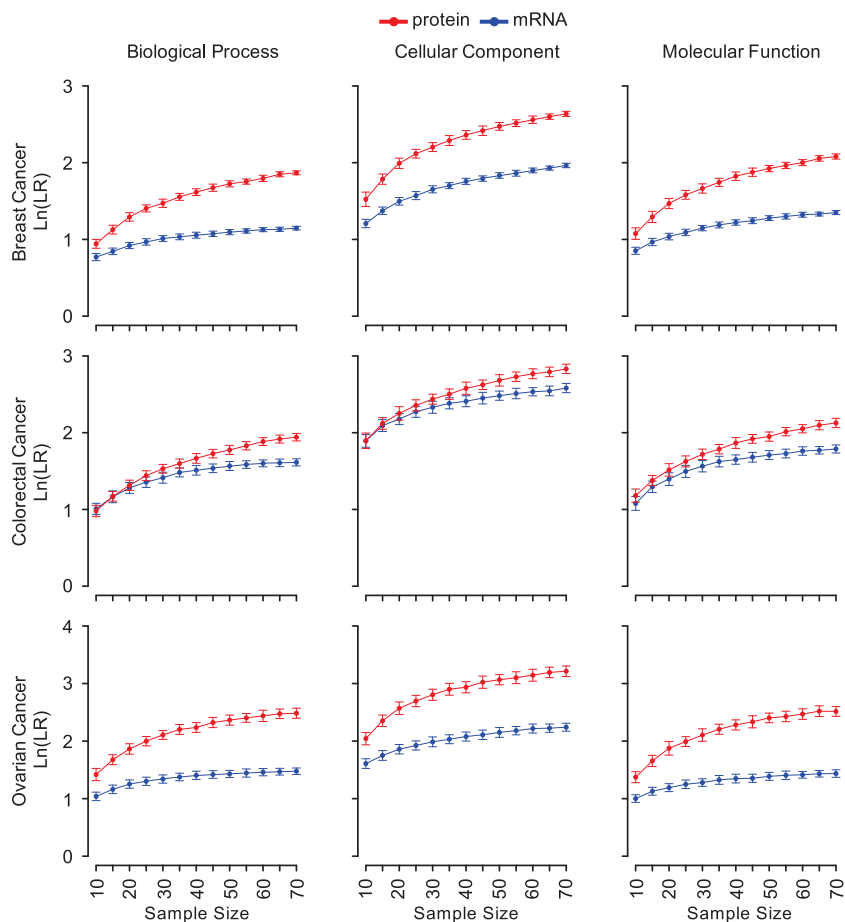 protein mRNA
Biological Process Cellular Component Molecular Function
Breast Cancer
Ln(LR)
3
2
1
0
Colorectal Cancer
Ln(LR)
3
2
1
0
Ovarian Cancer
Ln(LR)
4
3
2
1
0
10 20 30 40 50 60 70
Sample Size
10 20 30 40 50 60 70
Sample Size
10 20 30 40 50 60 70
Sample Size